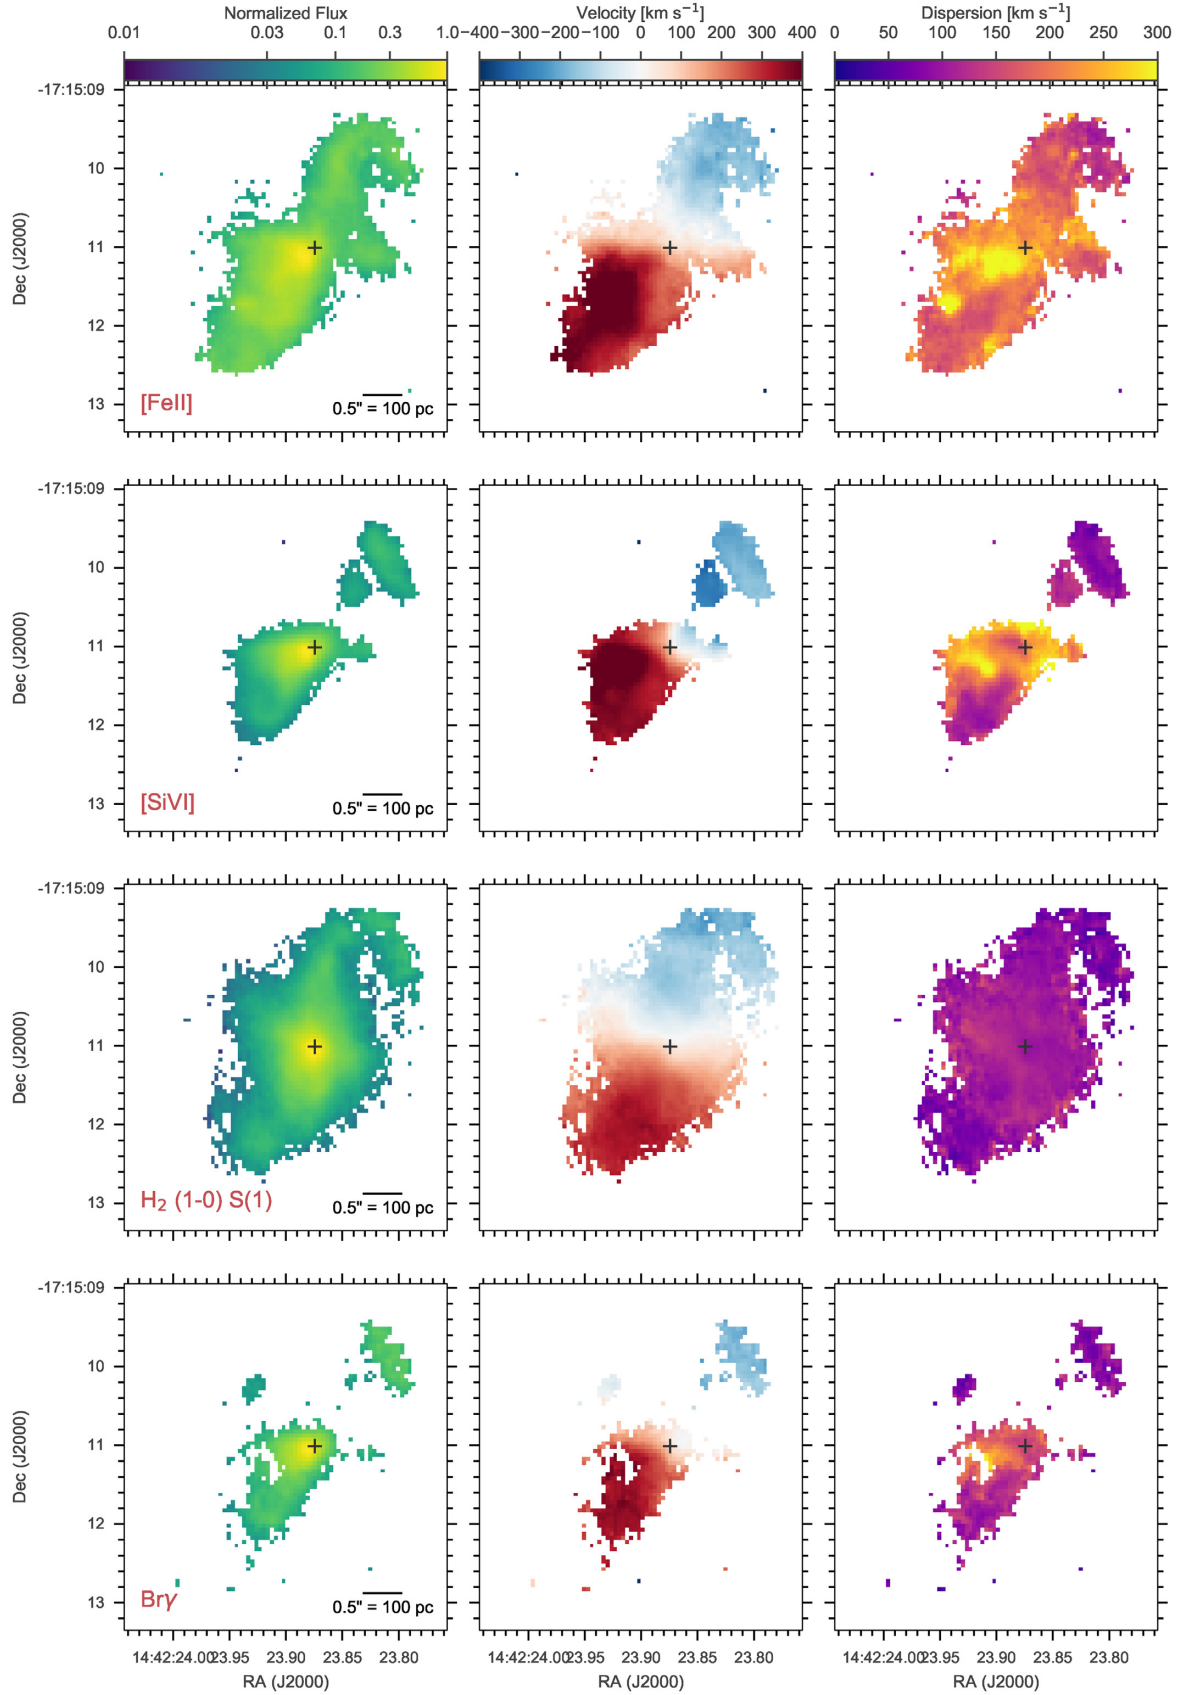 Normalized Flux Velocity [km s⁻¹] Dispersion [km s⁻¹]
0.01 0.03 0.1 0.3 1.0 −400 −300 −200 −100 0 100 200 300 400 0 50 100 150 200 250 300
-17:15:09
10
11
12
13
Dec (J2000)
[FeII]
0.5" = 100 pc
-17:15:09
10
11
12
13
Dec (J2000)
[SiVI]
0.5" = 100 pc
-17:15:09
10
11
12
13
Dec (J2000)
H₂ (1-0) S(1)
0.5" = 100 pc
-17:15:09
10
11
12
13
Dec (J2000)
Brγ
0.5" = 100 pc
14:42:24.00 23.95 23.90 23.85 23.80 14:42:24.00 23.95 23.90 23.85 23.80 14:42:24.00 23.95 23.90 23.85 23.80
RA (J2000) RA (J2000) RA (J2000)